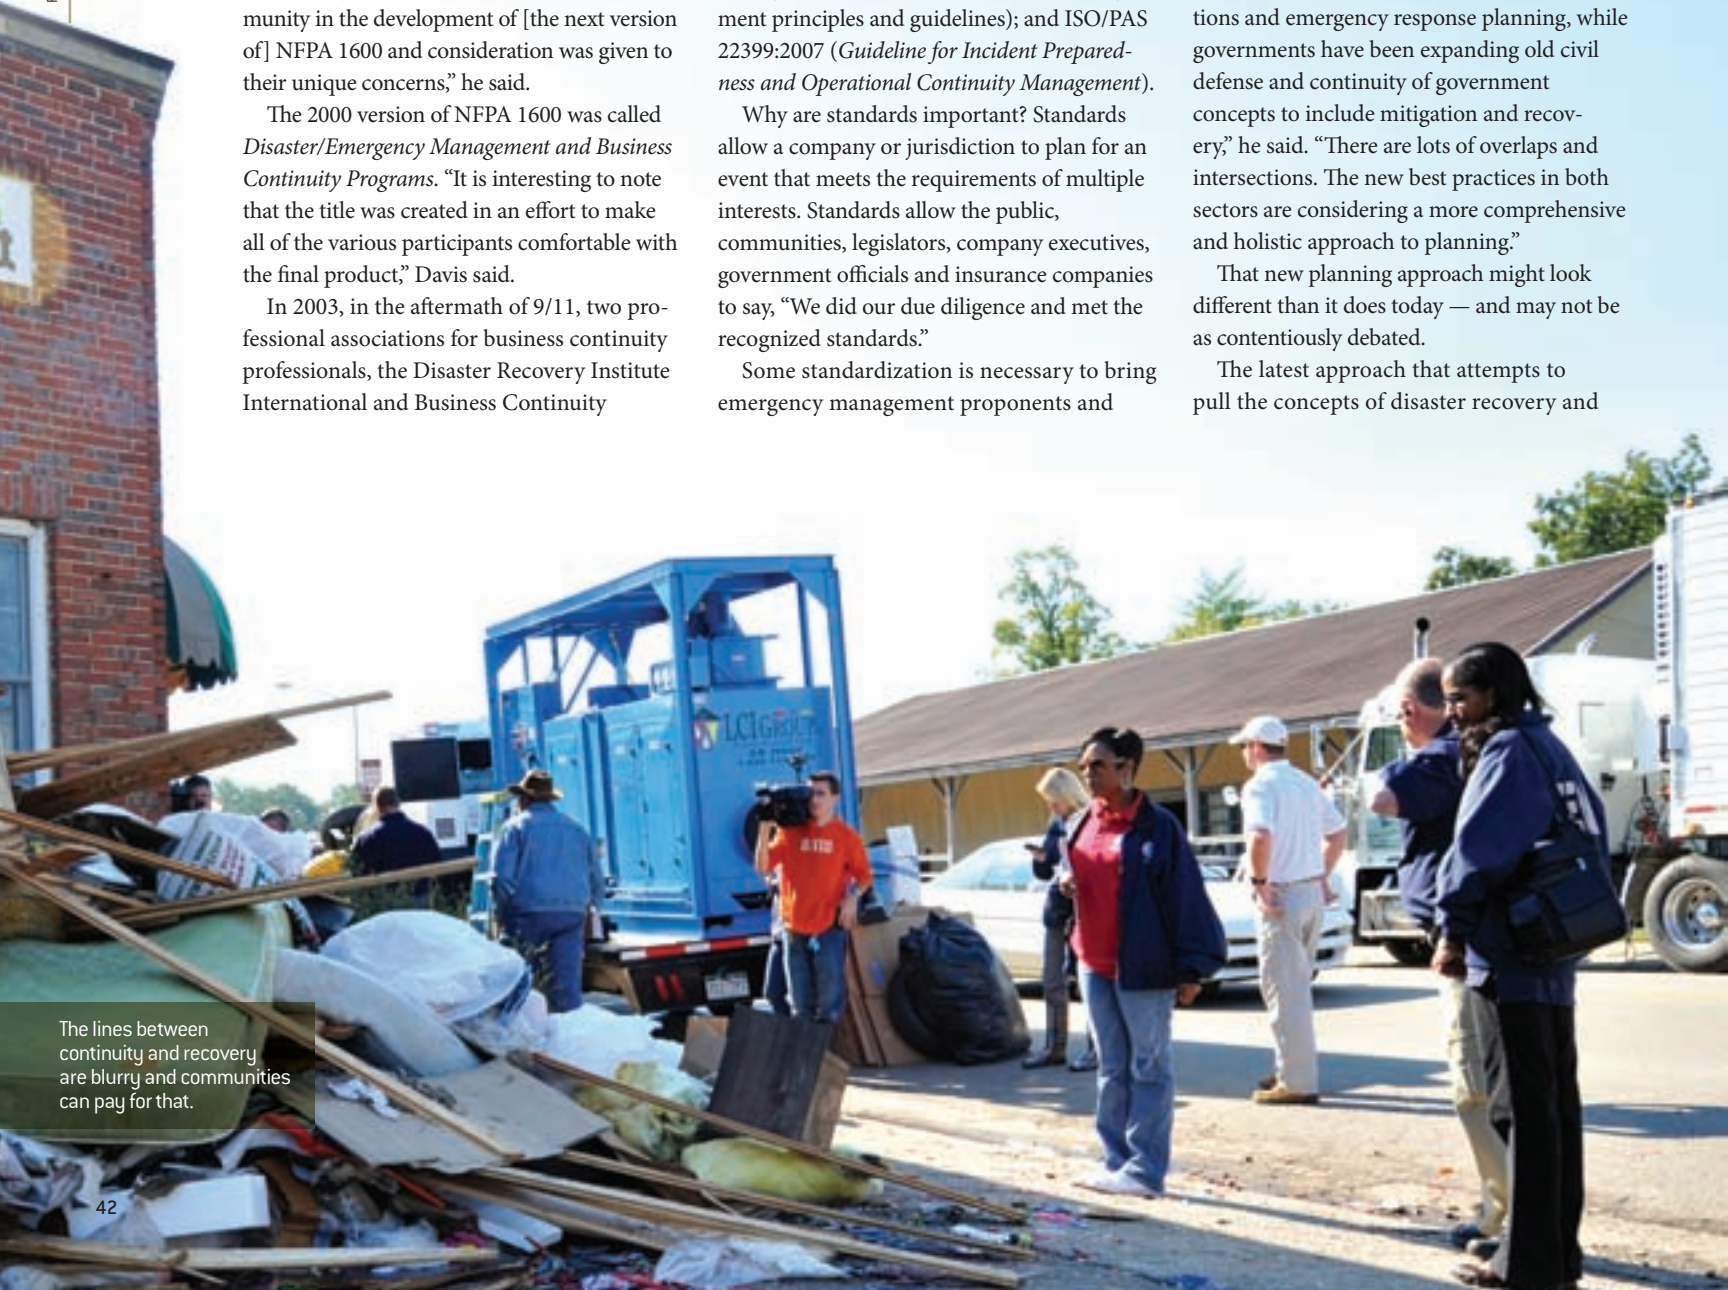 munity in the development of [the next version
of] NFPA 1600 and consideration was given to
their unique concerns,” he said.
The 2000 version of NFPA 1600 was called
Disaster/Emergency Management and Business
Continuity Programs. “It is interesting to note
that the title was created in an effort to make
all of the various participants comfortable with
the final product,” Davis said.
In 2003, in the aftermath of 9/11, two pro-
fessional associations for business continuity
professionals, the Disaster Recovery Institute
International and Business Continuity
ment principles and guidelines); and ISO/PAS
22399:2007 (Guideline for Incident Prepared-
ness and Operational Continuity Management).
Why are standards important? Standards
allow a company or jurisdiction to plan for an
event that meets the requirements of multiple
interests. Standards allow the public,
communities, legislators, company executives,
government officials and insurance companies
to say, “We did our due diligence and met the
recognized standards.”
Some standardization is necessary to bring
emergency management proponents and
tions and emergency response planning, while
governments have been expanding old civil
defense and continuity of government
concepts to include mitigation and recov-
ery,” he said. “There are lots of overlaps and
intersections. The new best practices in both
sectors are considering a more comprehensive
and holistic approach to planning.”
That new planning approach might look
different than it does today — and may not be
as contentiously debated.
The latest approach that attempts to
pull the concepts of disaster recovery and
LCI GROUP
The lines between
continuity and recovery
are blurry and communities
can pay for that.
42